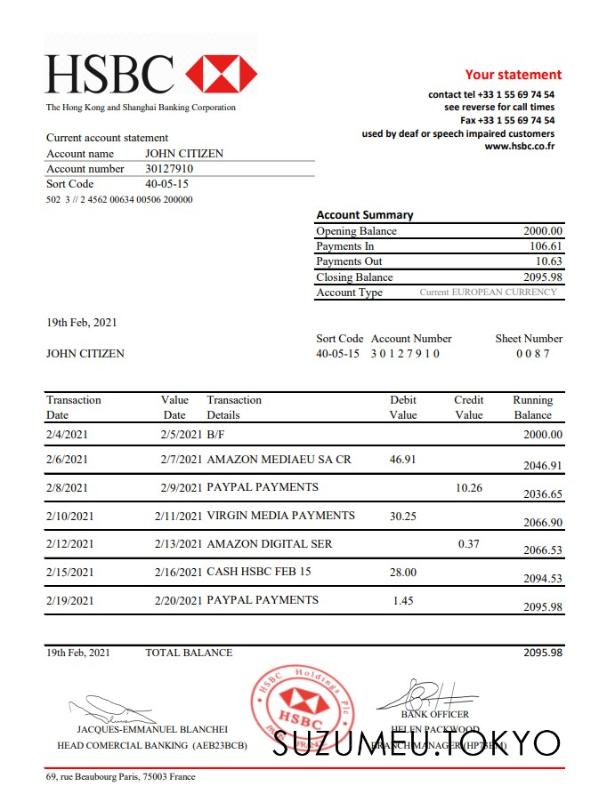 HSBC
The Hong Kong and Shanghai Banking Corporation
Your statement
contact tel +33 1 55 69 74 54
see reverse for call times
Fax +33 1 55 69 74 54
used by deaf or speech impaired customers
www.hsbc.co.fr
Current account statement
Account name JOHN CITIZEN
Account number 30127910
Sort Code 40-05-15
502 3 // 2 4562 00634 00506 200000
Account Summary
Opening Balance 2000.00
Payments In 106.61
Payments Out 10.63
Closing Balance 2095.98
Account Type Current EUROPEAN CURRENCY
19th Feb, 2021
Sort Code Account Number Sheet Number
JOHN CITIZEN 40-05-15 3 0 1 2 7 9 1 0 0 0 8 7
Transaction Value Transaction Debit Credit Running
Date Date Details Value Value Balance
2/4/2021 2/5/2021 B/F 2000.00
2/6/2021 2/7/2021 AMAZON MEDIAEU SA CR 46.91 2046.91
2/8/2021 2/9/2021 PAYPAL PAYMENTS 10.26 2036.65
2/10/2021 2/11/2021 VIRGIN MEDIA PAYMENTS 30.25 2066.90
2/12/2021 2/13/2021 AMAZON DIGITAL SER 0.37 2066.53
2/15/2021 2/16/2021 CASH HSBC FEB 15 28.00 2094.53
2/19/2021 2/20/2021 PAYPAL PAYMENTS 1.45 2095.98
19th Feb, 2021 TOTAL BALANCE 2095.98
HSBC Holdings Plc
HSBC
BANK OFFICER
JACQUES-EMMANUEL BLANCHEI
HELEN PACKWOOD
HEAD COMERCIAL BANKING (AEB23BCB)
BRANCH MANAGER
SUZUMEU.TOKYO
69, rue Beaubourg Paris, 75003 France